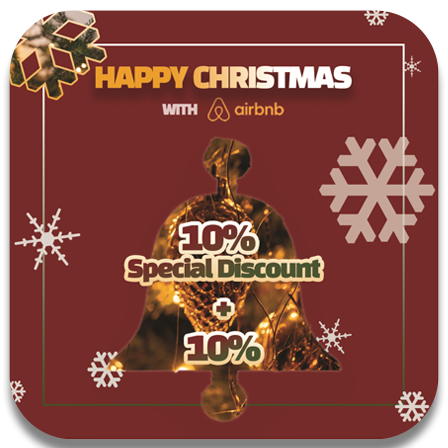 HAPPY CHRISTMAS
WITH airbnb
10%
Special Discount
+
10%